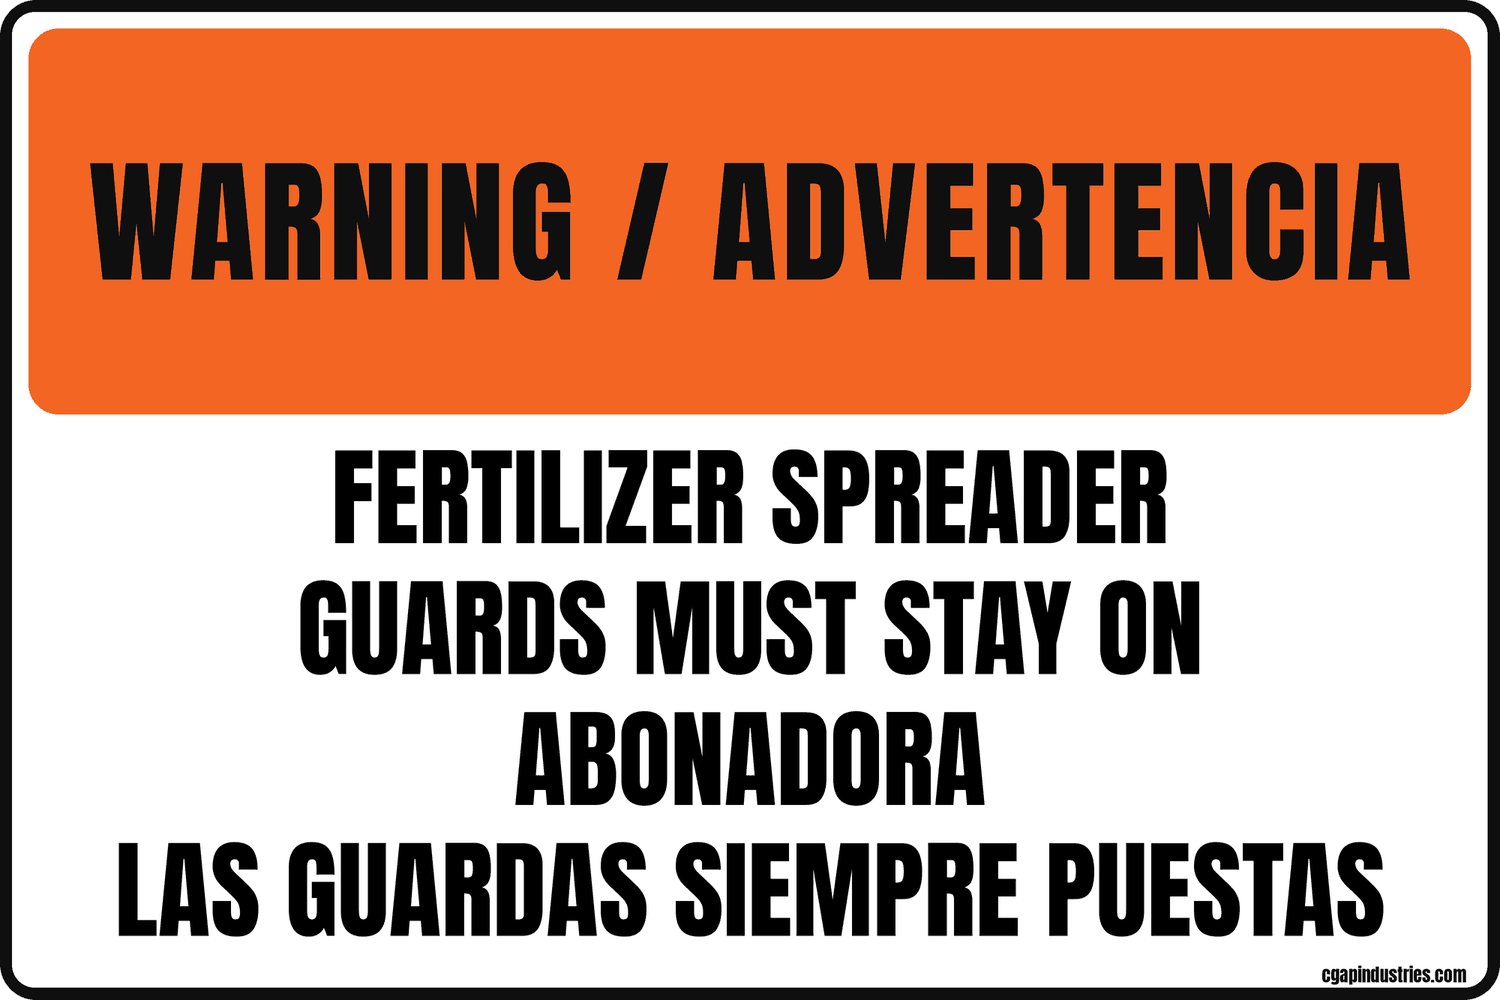 WARNING / ADVERTENCIA
FERTILIZER SPREADER
GUARDS MUST STAY ON
ABONADORA
LAS GUARDAS SIEMPRE PUESTAS
cgapindustries.com